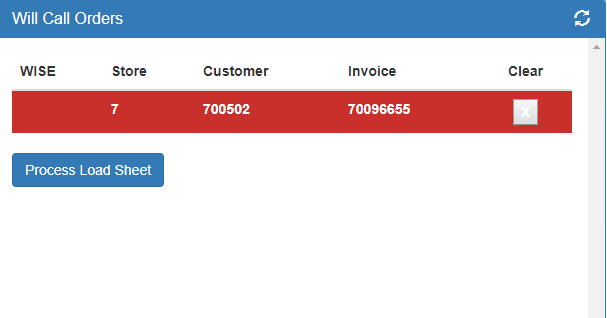 Will Call Orders
WISE Store Customer Invoice Clear
7 700502 70096655 X
Process Load Sheet